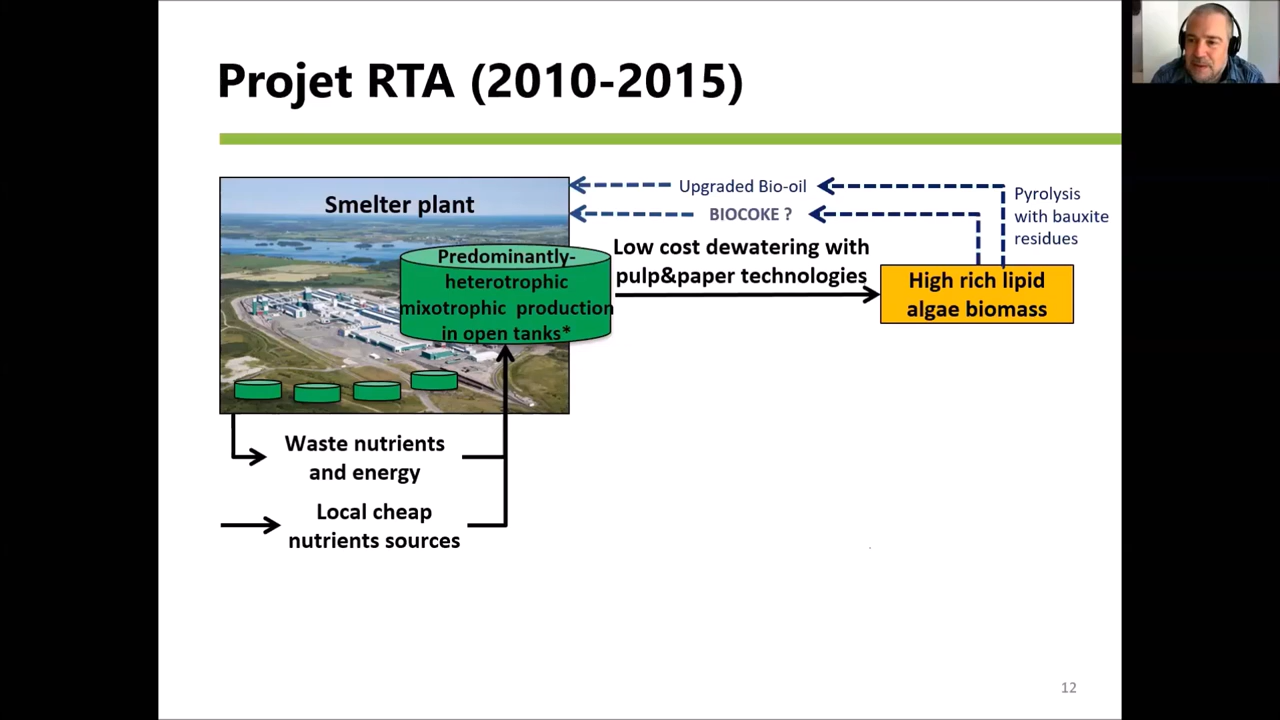 Projet RTA (2010-2015)
Smelter plant
Predominantly-
heterotrophic
mixotrophic production
in open tanks*
Upgraded Bio-oil
BIOCOKE ?
Pyrolysis
with bauxite
residues
Low cost dewatering with
pulp&paper technologies
High rich lipid
algae biomass
Waste nutrients
and energy
Local cheap
nutrients sources
12